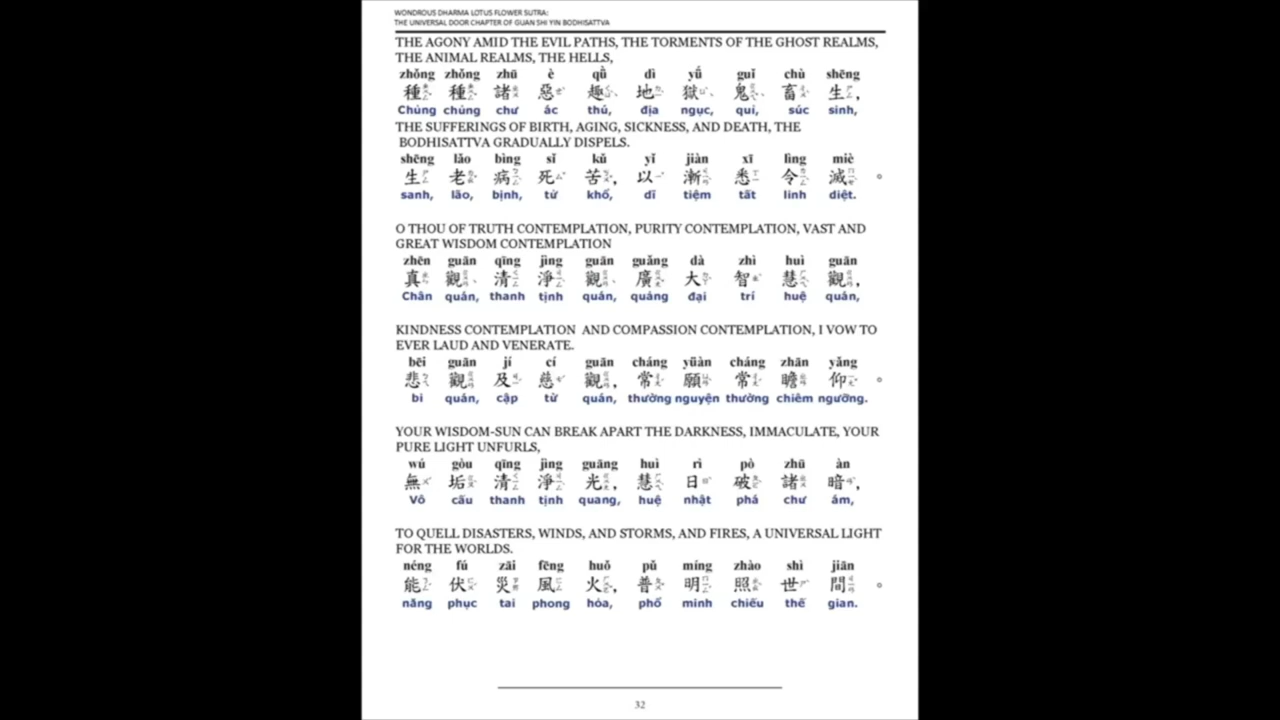 WONDROUS DHARMA LOTUS FLOWER SUTRA:
THE UNIVERSAL DOOR CHAPTER OF GUAN SHI YIN BODHISATTVA
THE AGONY AMID THE EVIL PATHS, THE TORMENTS OF THE GHOST REALMS,
THE ANIMAL REALMS, THE HELLS,
zhǒng zhǒng zhū è qǜ dì yǜ guǐ chù shēng
種種諸惡趣、地獄、鬼、畜生,
Chủng chủng chư ác thú, địa ngục, quỉ, súc sinh,
THE SUFFERINGS OF BIRTH, AGING, SICKNESS, AND DEATH, THE
BODHISATTVA GRADUALLY DISPELS.
shēng lǎo bìng sǐ kǔ yǐ jiàn xī lìng miè
生老病死苦,以漸悉令滅。
sanh, lão, bịnh, tử khổ, dĩ tiệm tất linh diệt.
O THOU OF TRUTH CONTEMPLATION, PURITY CONTEMPLATION, VAST AND
GREAT WISDOM CONTEMPLATION
zhēn guān qīng jìng guān guǎng dà zhì huì guān
真觀、清淨觀、廣大智慧觀,
Chân quán, thanh tịnh quán, quảng đại trí huệ quán,
KINDNESS CONTEMPLATION AND COMPASSION CONTEMPLATION, I VOW TO
EVER LAUD AND VENERATE.
bēi guān jí cí guān cháng yüàn cháng zhān yǎng
悲觀及慈觀,常願常瞻仰。
bi quán, cập từ quán, thường nguyện thường chiêm ngưỡng.
YOUR WISDOM-SUN CAN BREAK APART THE DARKNESS, IMMACULATE, YOUR
PURE LIGHT UNFURLS,
wú gòu qīng jìng guāng huì rì pò zhū àn
無垢清淨光,慧日破諸暗,
Vô cấu thanh tịnh quang, huệ nhật phá chư ám,
TO QUELL DISASTERS, WINDS, AND STORMS, AND FIRES, A UNIVERSAL LIGHT
FOR THE WORLDS.
néng fú zāi fēng huǒ pǔ míng zhào shì jiān
能伏災風火,普明照世間。
năng phục tai phong hỏa, phổ minh chiếu thế gian.
32